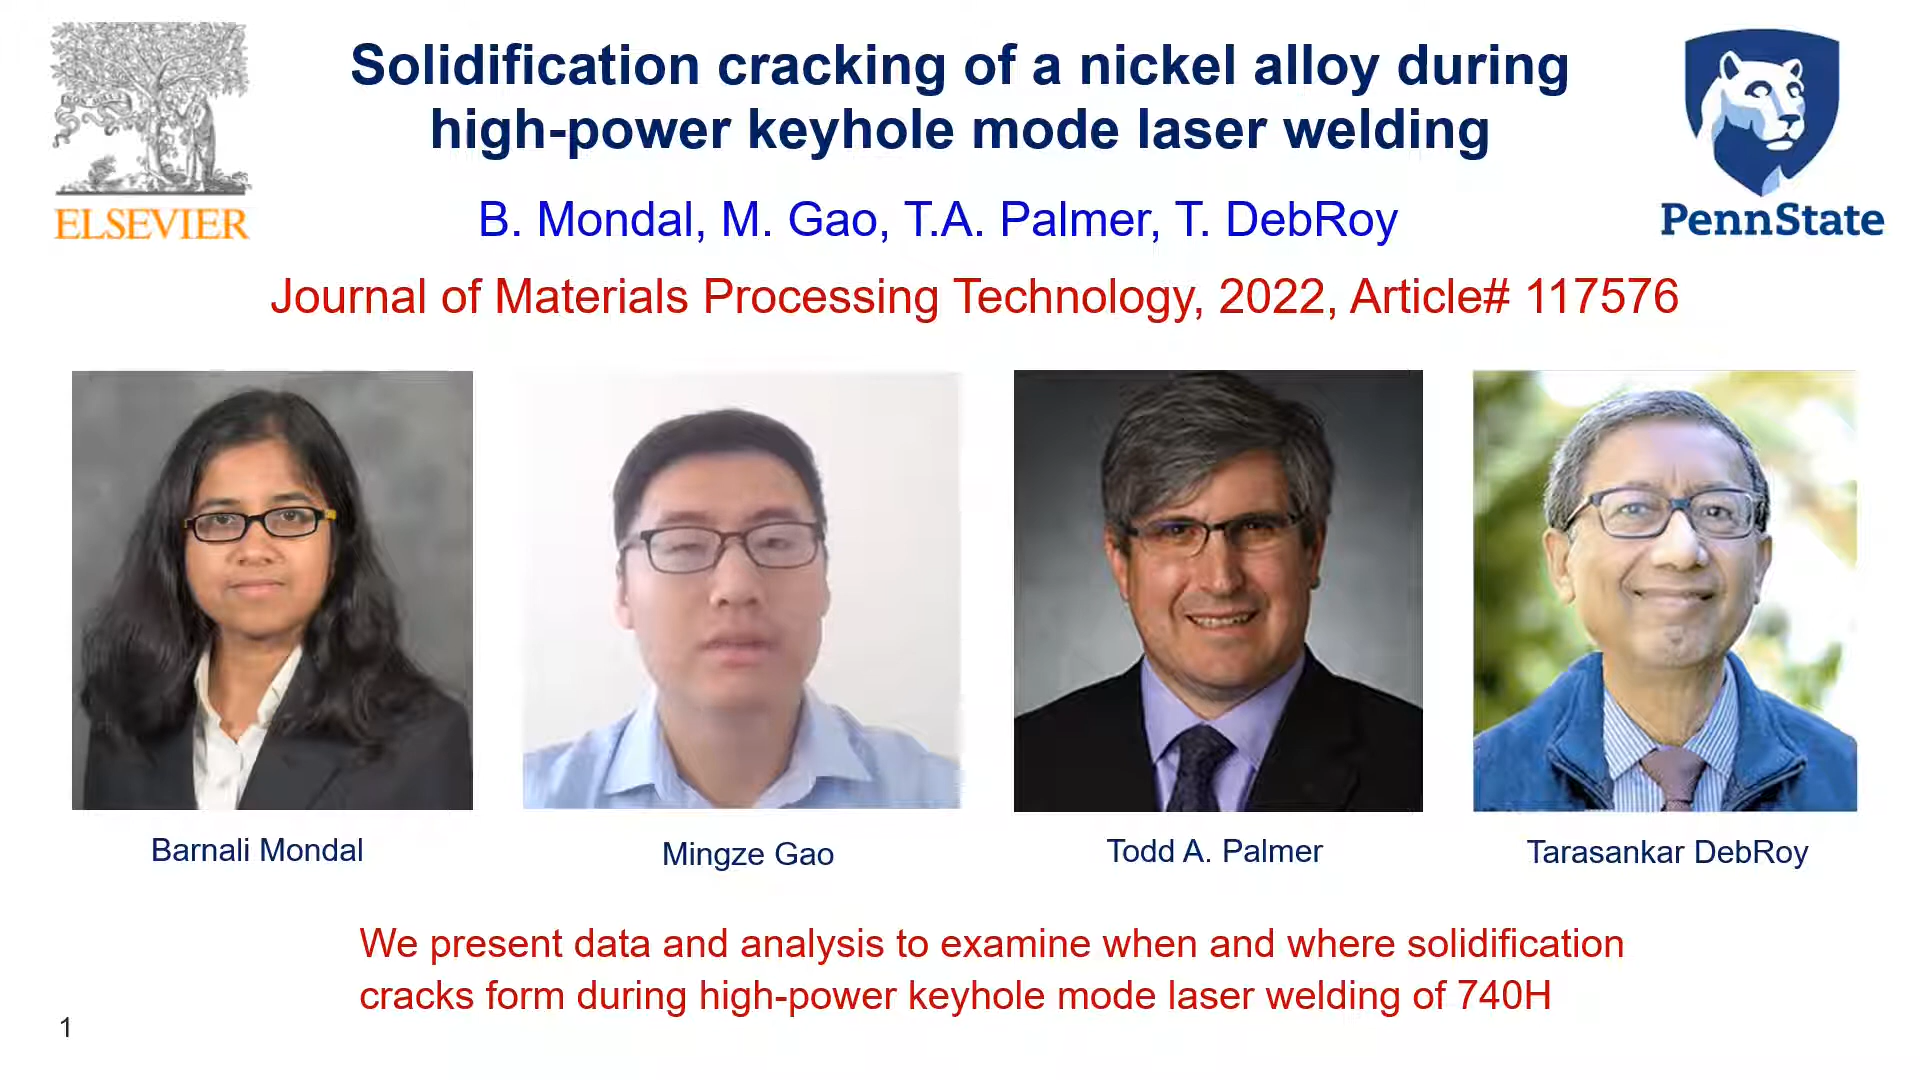 Solidification cracking of a nickel alloy during
high-power keyhole mode laser welding
ELSEVIER
B. Mondal, M. Gao, T.A. Palmer, T. DebRoy
PennState
Journal of Materials Processing Technology, 2022, Article# 117576
Barnali Mondal
Mingze Gao
Todd A. Palmer
Tarasankar DebRoy
We present data and analysis to examine when and where solidification
cracks form during high-power keyhole mode laser welding of 740H
1